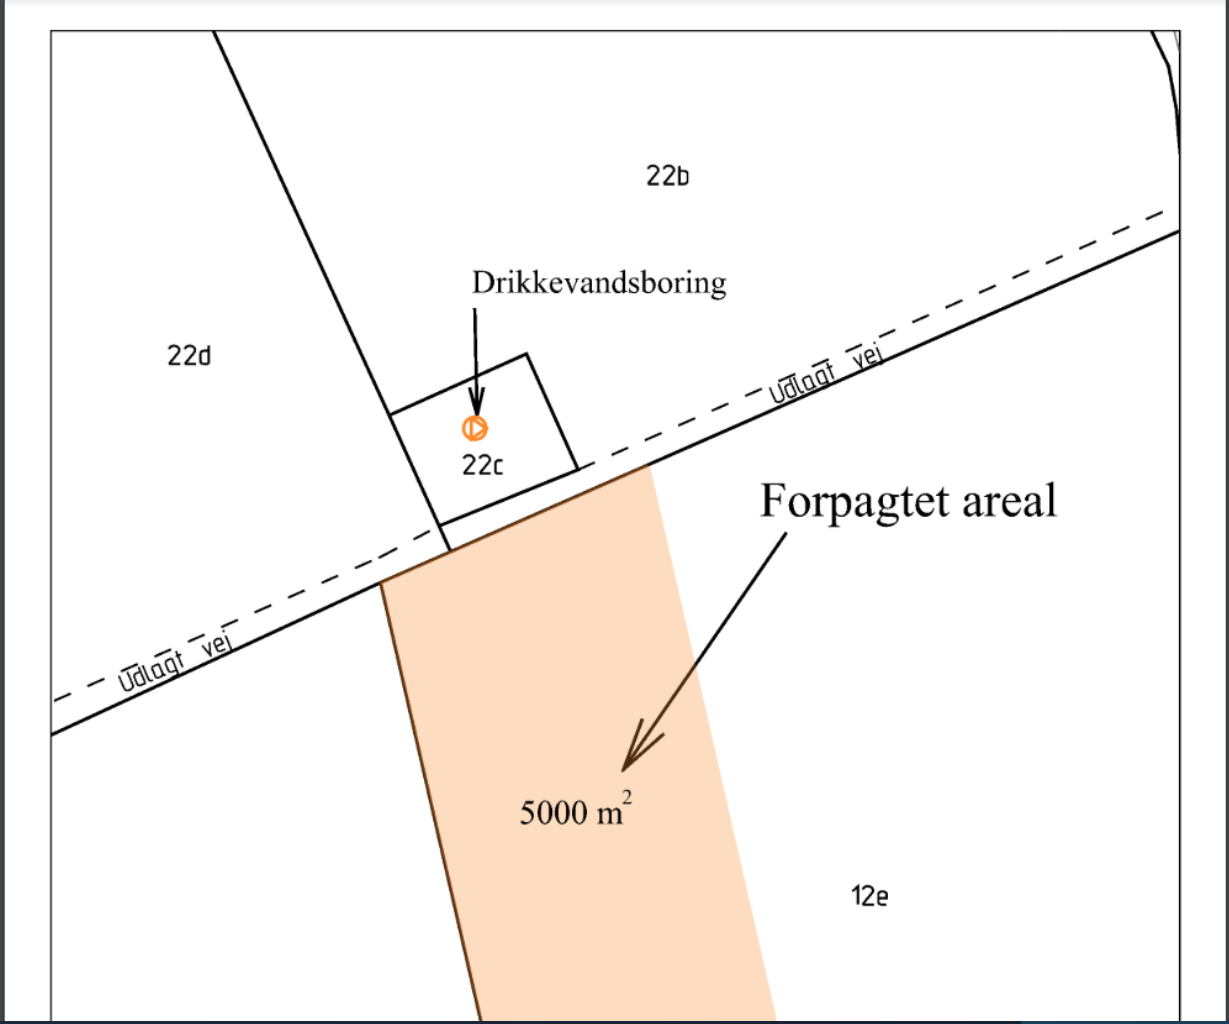 22b
Drikkevandsboring
22d
Udlagt vej
22c
Forpagtet areal
Udlagt vej
5000 m²
12e